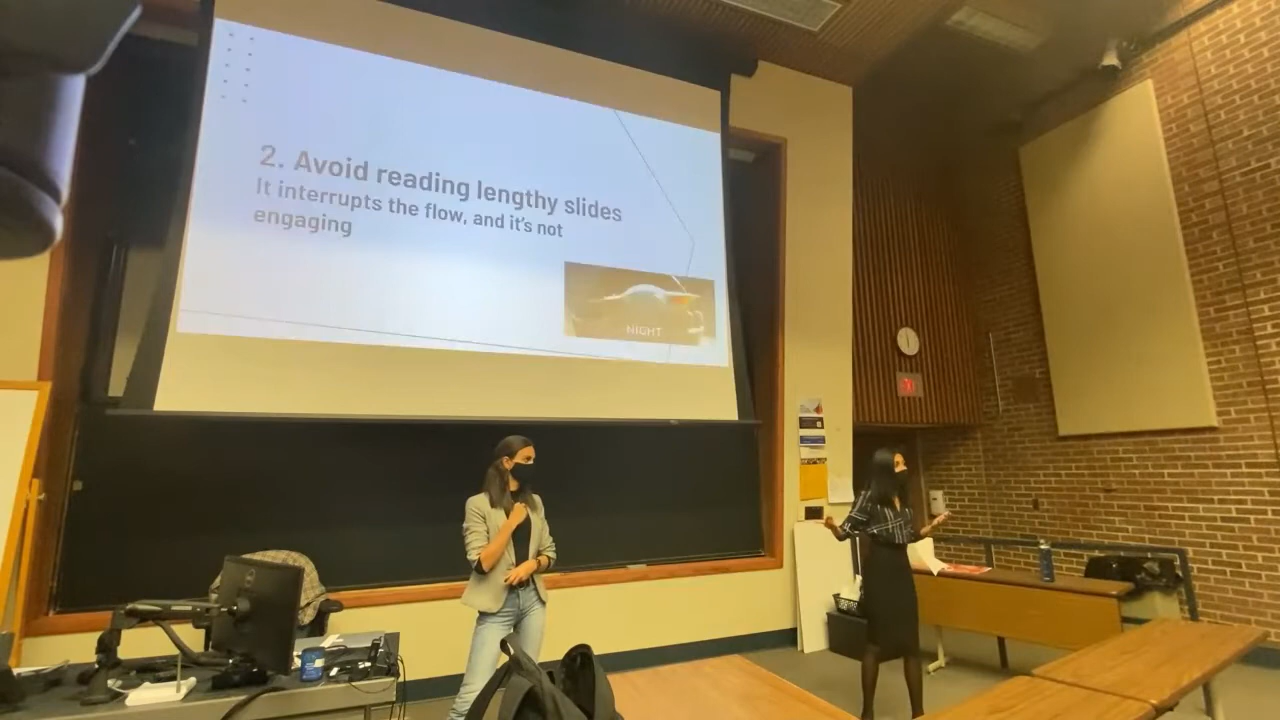 2. Avoid reading lengthy slides
It interrupts the flow, and it's not
engaging
NIGHT